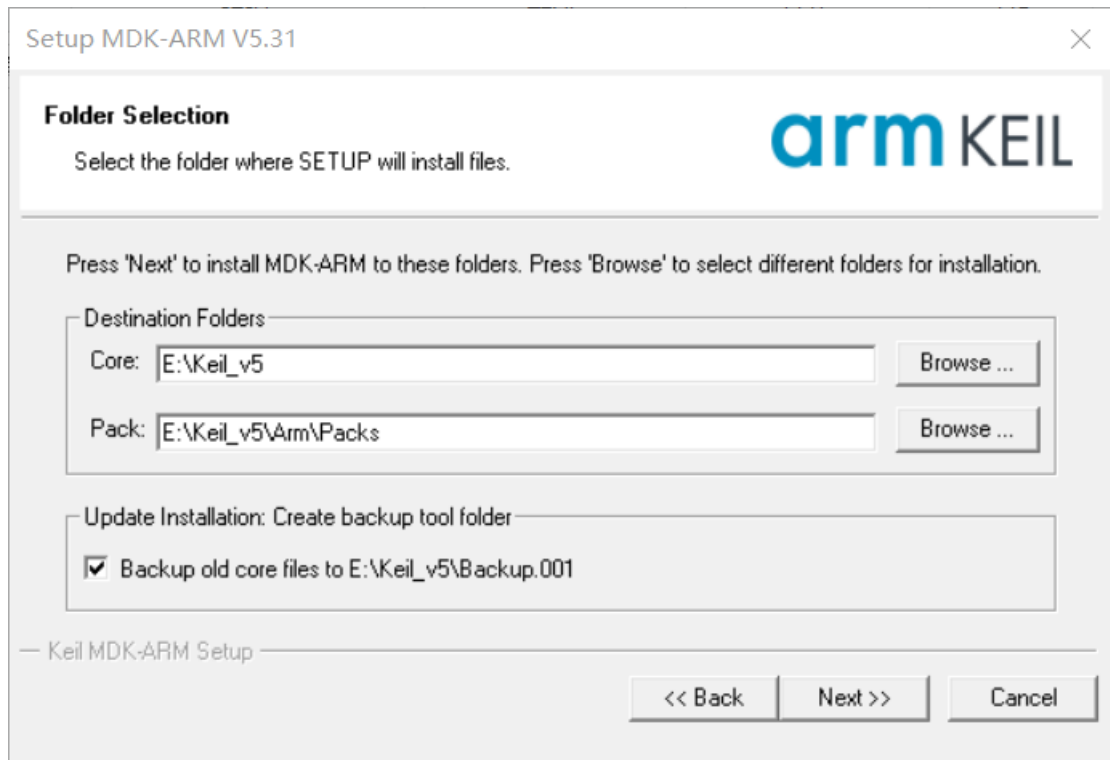 Setup MDK-ARM V5.31
Folder Selection
Select the folder where SETUP will install files.
arm KEIL
Press 'Next' to install MDK-ARM to these folders. Press 'Browse' to select different folders for installation.
Destination Folders
Core: E:\Keil_v5 Browse ...
Pack: E:\Keil_v5\Arm\Packs Browse ...
Update Installation: Create backup tool folder
Backup old core files to E:\Keil_v5\Backup.001
Keil MDK-ARM Setup
<< Back Next >> Cancel